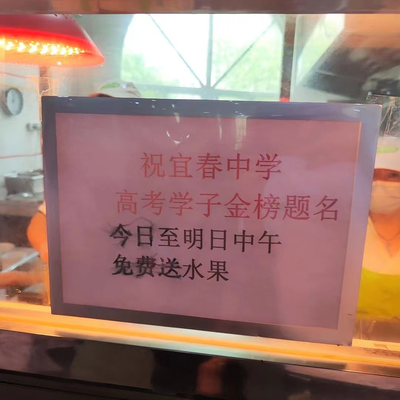 祝宜春中学
高考学子金榜题名
今日至明日中午
免费送水果